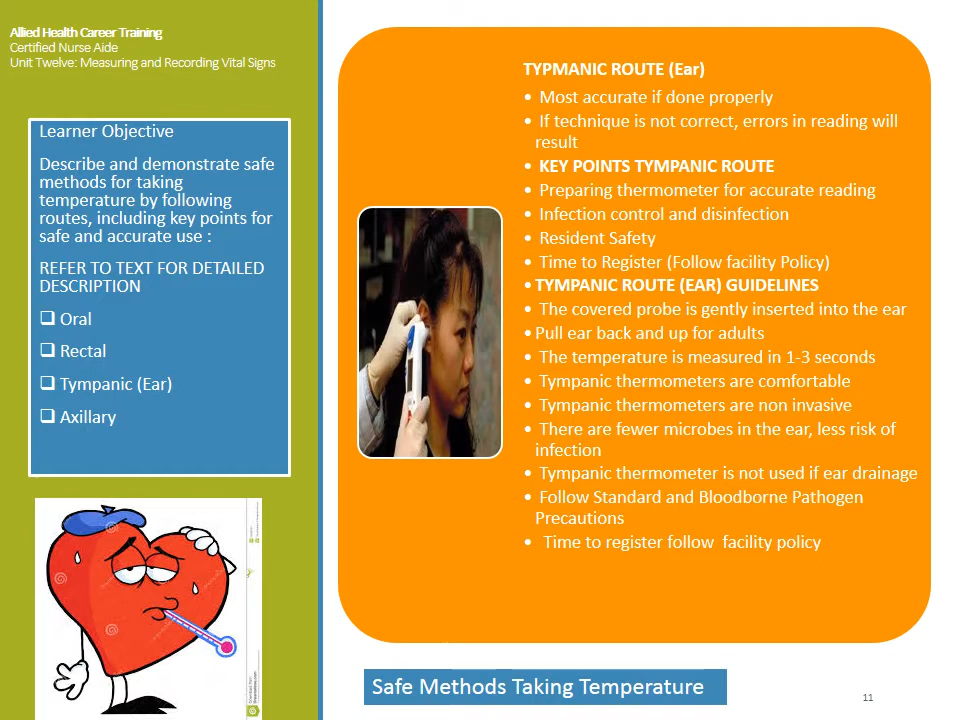 Allied Health Career Training
Certified Nurse Aide
Unit Twelve: Measuring and Recording Vital Signs
Learner Objective
Describe and demonstrate safe
methods for taking
temperature by following
routes, including key points for
safe and accurate use :
REFER TO TEXT FOR DETAILED
DESCRIPTION
❑ Oral
❑ Rectal
❑ Tympanic (Ear)
❑ Axillary
TYPMANIC ROUTE (Ear)
• Most accurate if done properly
• If technique is not correct, errors in reading will
result
• KEY POINTS TYMPANIC ROUTE
• Preparing thermometer for accurate reading
• Infection control and disinfection
• Resident Safety
• Time to Register (Follow facility Policy)
• TYMPANIC ROUTE (EAR) GUIDELINES
• The covered probe is gently inserted into the ear
• Pull ear back and up for adults
• The temperature is measured in 1-3 seconds
• Tympanic thermometers are comfortable
• Tympanic thermometers are non invasive
• There are fewer microbes in the ear, less risk of
infection
• Tympanic thermometer is not used if ear drainage
• Follow Standard and Bloodborne Pathogen
Precautions
• Time to register follow facility policy
Safe Methods Taking Temperature
11